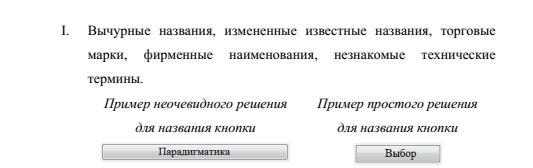 I. Вычурные названия, измененные известные названия, торговые
марки, фирменные наименования, незнакомые технические
термины.
Пример неочевидного решения Пример простого решения
для названия кнопки для названия кнопки
Парадигматика Выбор